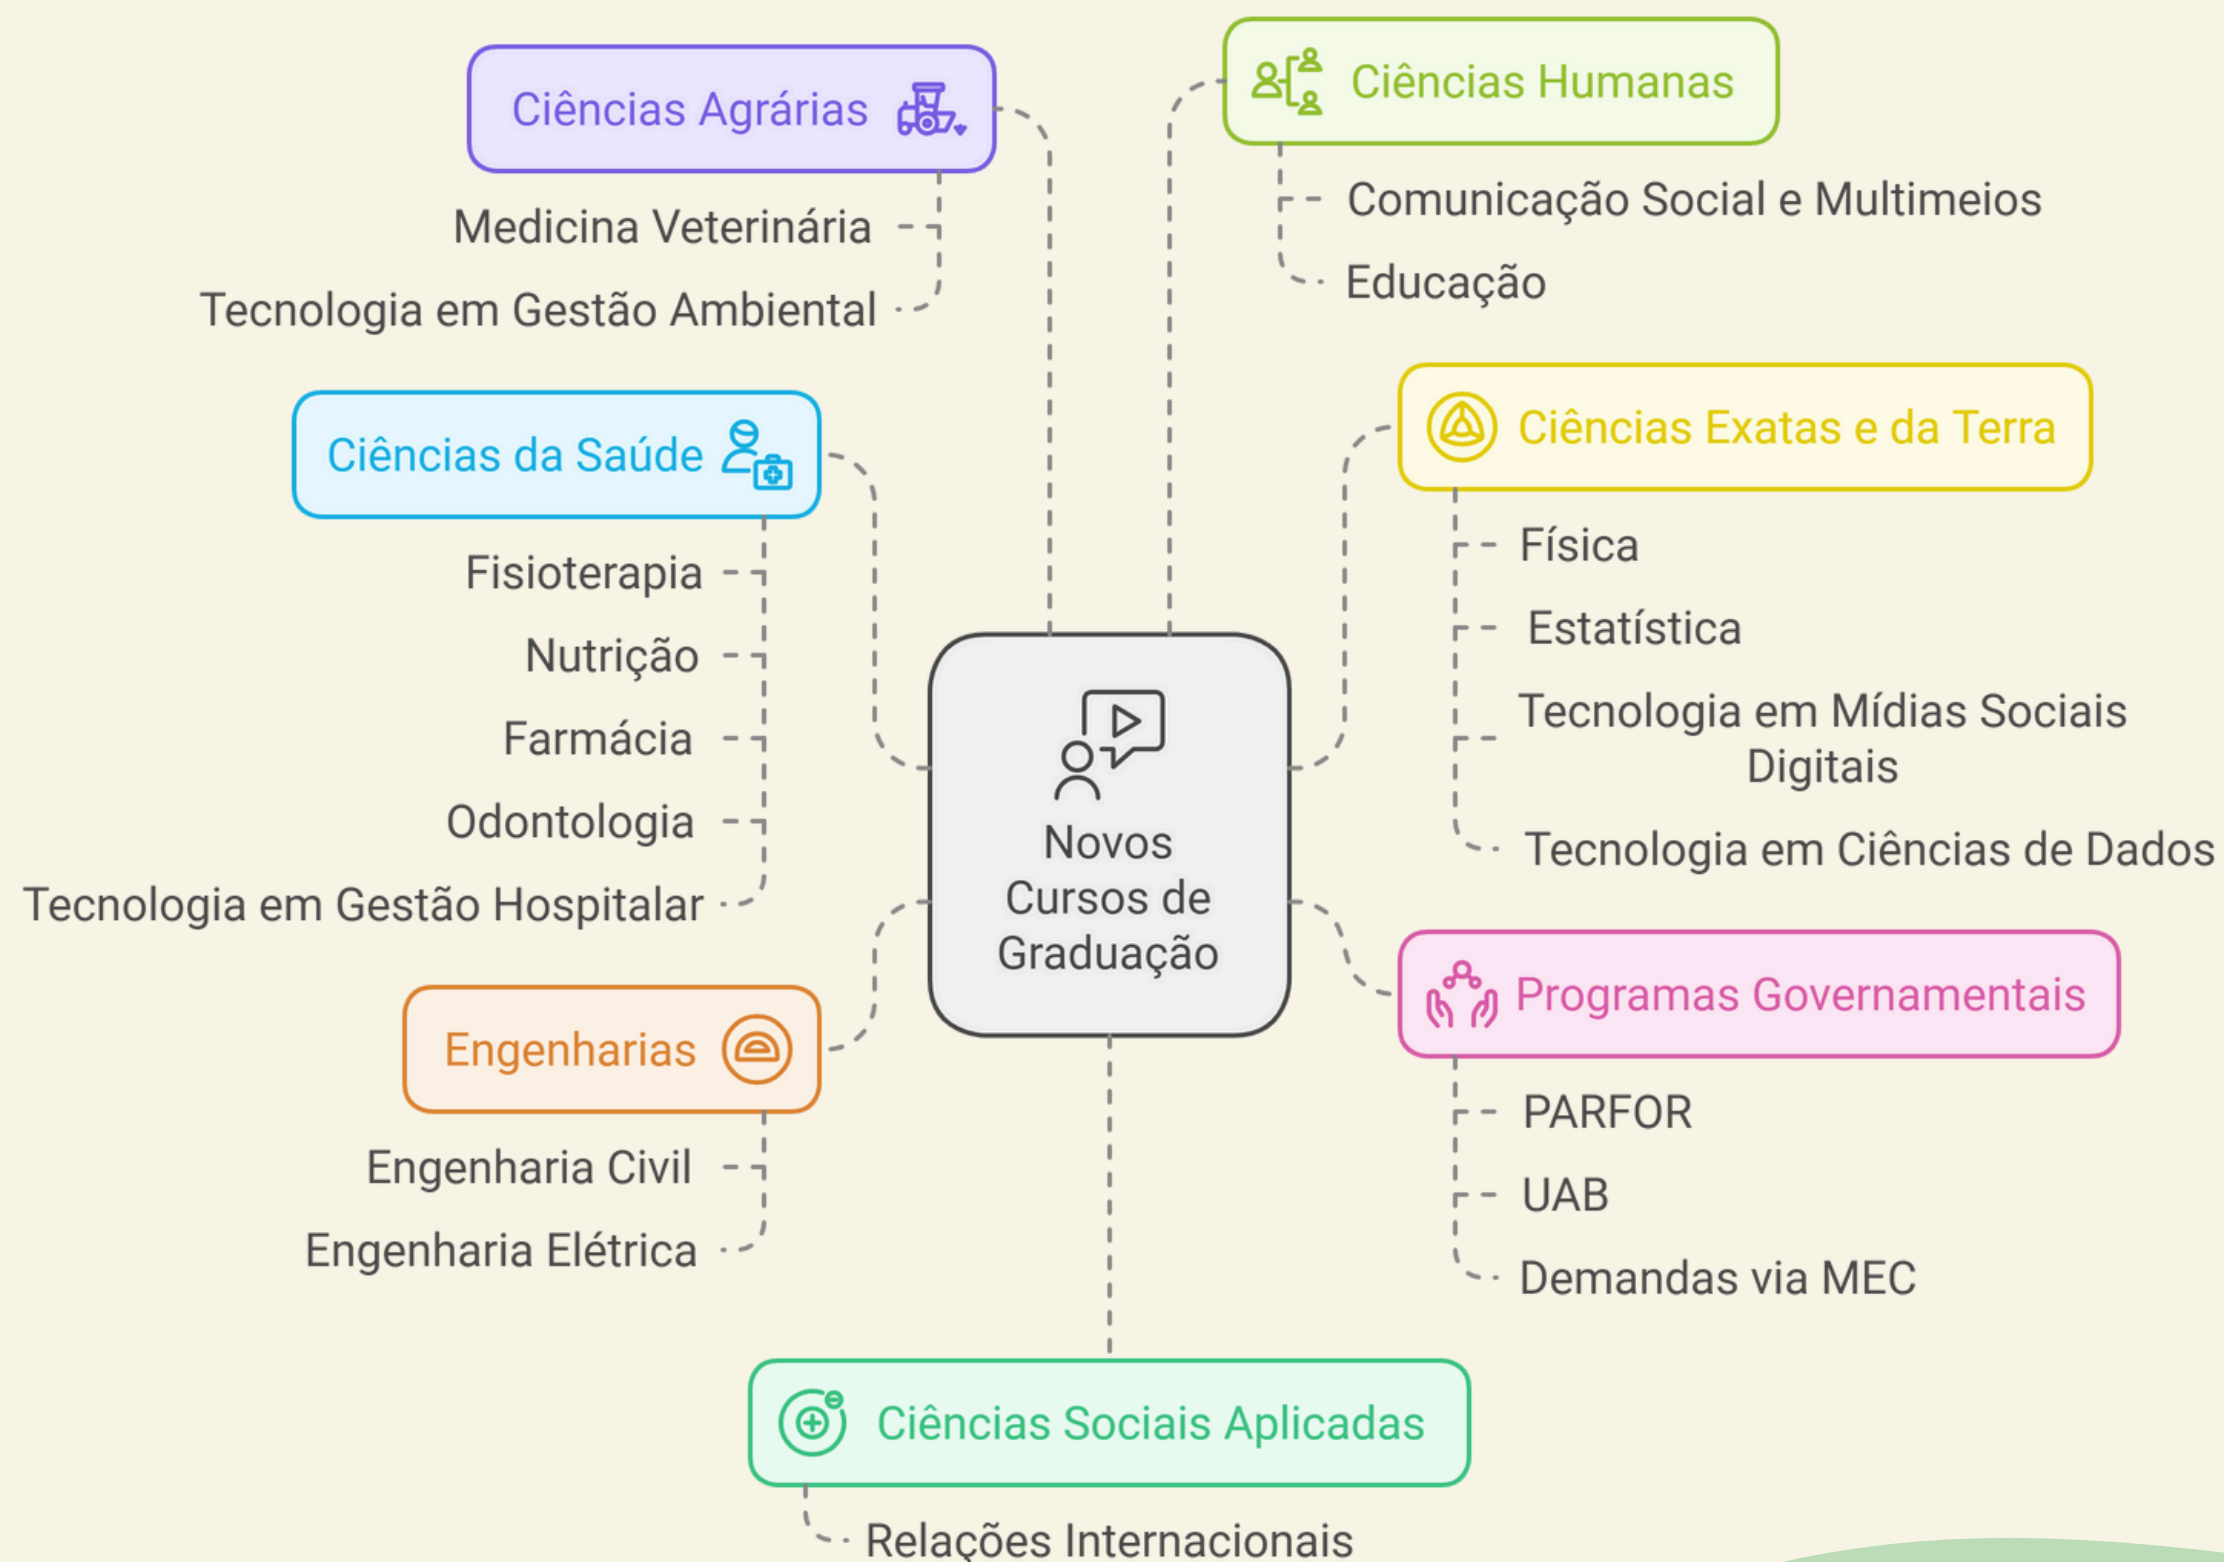 Ciências Agrárias
Medicina Veterinária
Tecnologia em Gestão Ambiental
Ciências Humanas
Comunicação Social e Multimeios
Educação
Ciências da Saúde
Fisioterapia
Nutrição
Farmácia
Odontologia
Tecnologia em Gestão Hospitalar
Ciências Exatas e da Terra
Física
Estatística
Tecnologia em Mídias Sociais
Digitais
Tecnologia em Ciências de Dados
Novos
Cursos de
Graduação
Engenharias
Engenharia Civil
Engenharia Elétrica
Programas Governamentais
PARFOR
UAB
Demandas via MEC
Ciências Sociais Aplicadas
Relações Internacionais